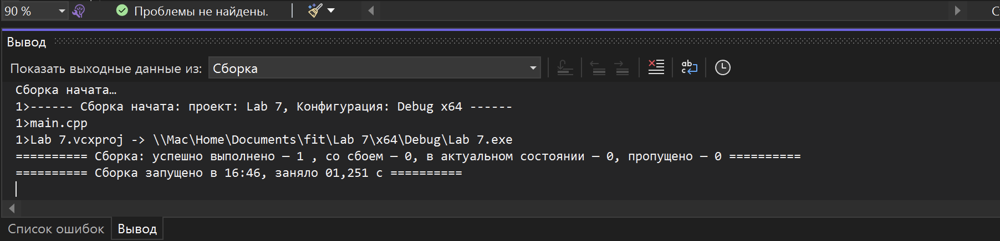 90 %
Проблемы не найдены.
Вывод
Показать выходные данные из: Сборка
Сборка начата…
1>------ Сборка начата: проект: Lab 7, Конфигурация: Debug x64 ------
1>main.cpp
1>Lab 7.vcxproj -> \\Mac\Home\Documents\fit\Lab 7\x64\Debug\Lab 7.exe
========== Сборка: успешно выполнено — 1 , со сбоем — 0, в актуальном состоянии — 0, пропущено — 0 ==========
========== Сборка запущено в 16:46, заняло 01,251 с ==========
Список ошибок
Вывод